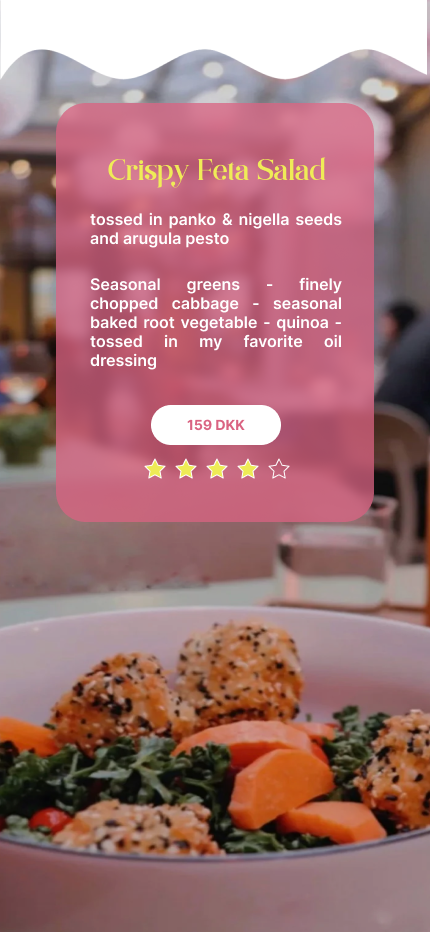 Crispy Feta Salad
tossed in panko & nigella seeds
and arugula pesto
Seasonal greens - finely
chopped cabbage - seasonal
baked root vegetable - quinoa -
tossed in my favorite oil
dressing
159 DKK